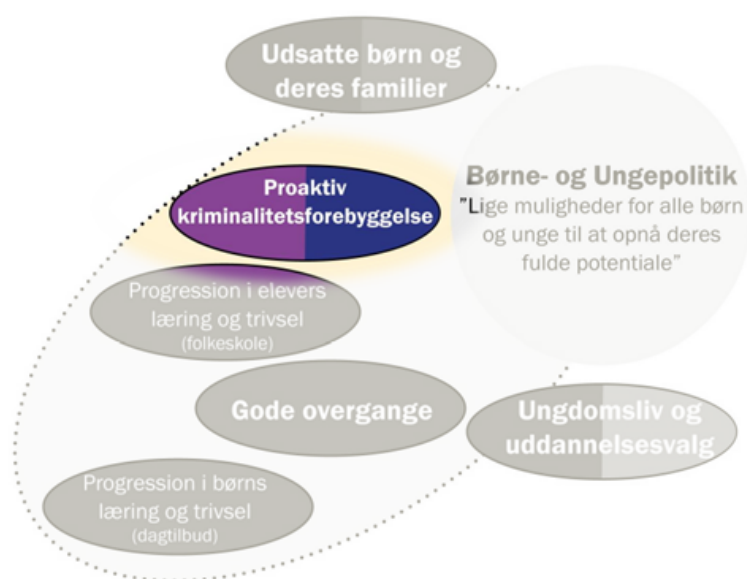 Udsatte børn og
deres familier
Børne- og Ungepolitik
"Lige muligheder for alle børn
og unge til at opnå deres
fulde potentiale"
Proaktiv
kriminalitetsforebyggelse
Progression i elevers
læring og trivsel
(folkeskole)
Gode overgange
Ungdomsliv og
uddannelsesvalg
Progression i børns
læring og trivsel
(dagtilbud)